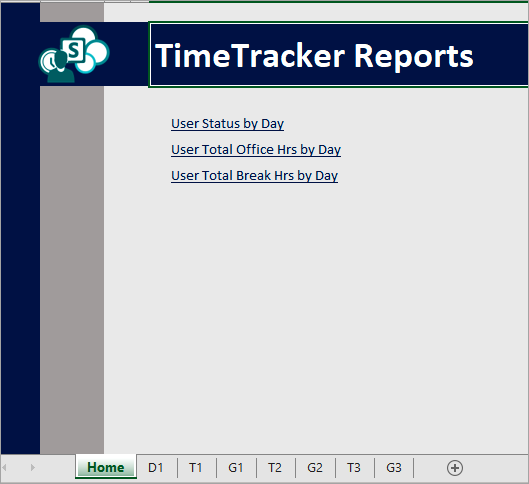 S
TimeTracker Reports
User Status by Day
User Total Office Hrs by Day
User Total Break Hrs by Day
Home D1 T1 G1 T2 G2 T3 G3